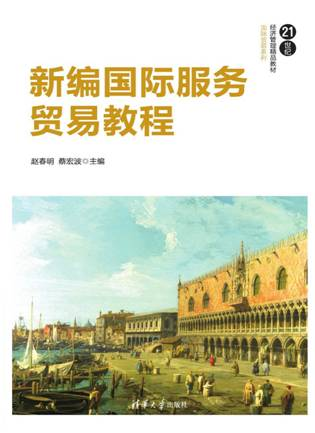 21世纪
经济管理精品教材
国际贸易系列
新编国际服务
贸易教程
赵春明 蔡宏波◎主编
清华大学出版社